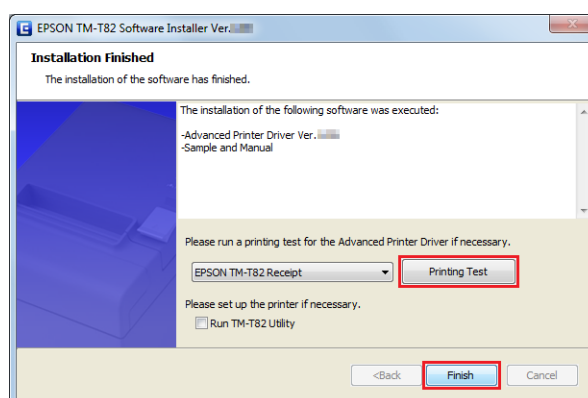 EPSON TM-T82 Software Installer Ver.
Installation Finished
The installation of the software has finished.
The installation of the following software was executed:
-Advanced Printer Driver Ver.
-Sample and Manual
Please run a printing test for the Advanced Printer Driver if necessary.
EPSON TM-T82 Receipt
Printing Test
Please set up the printer if necessary.
Run TM-T82 Utility
<Back
Finish
Cancel